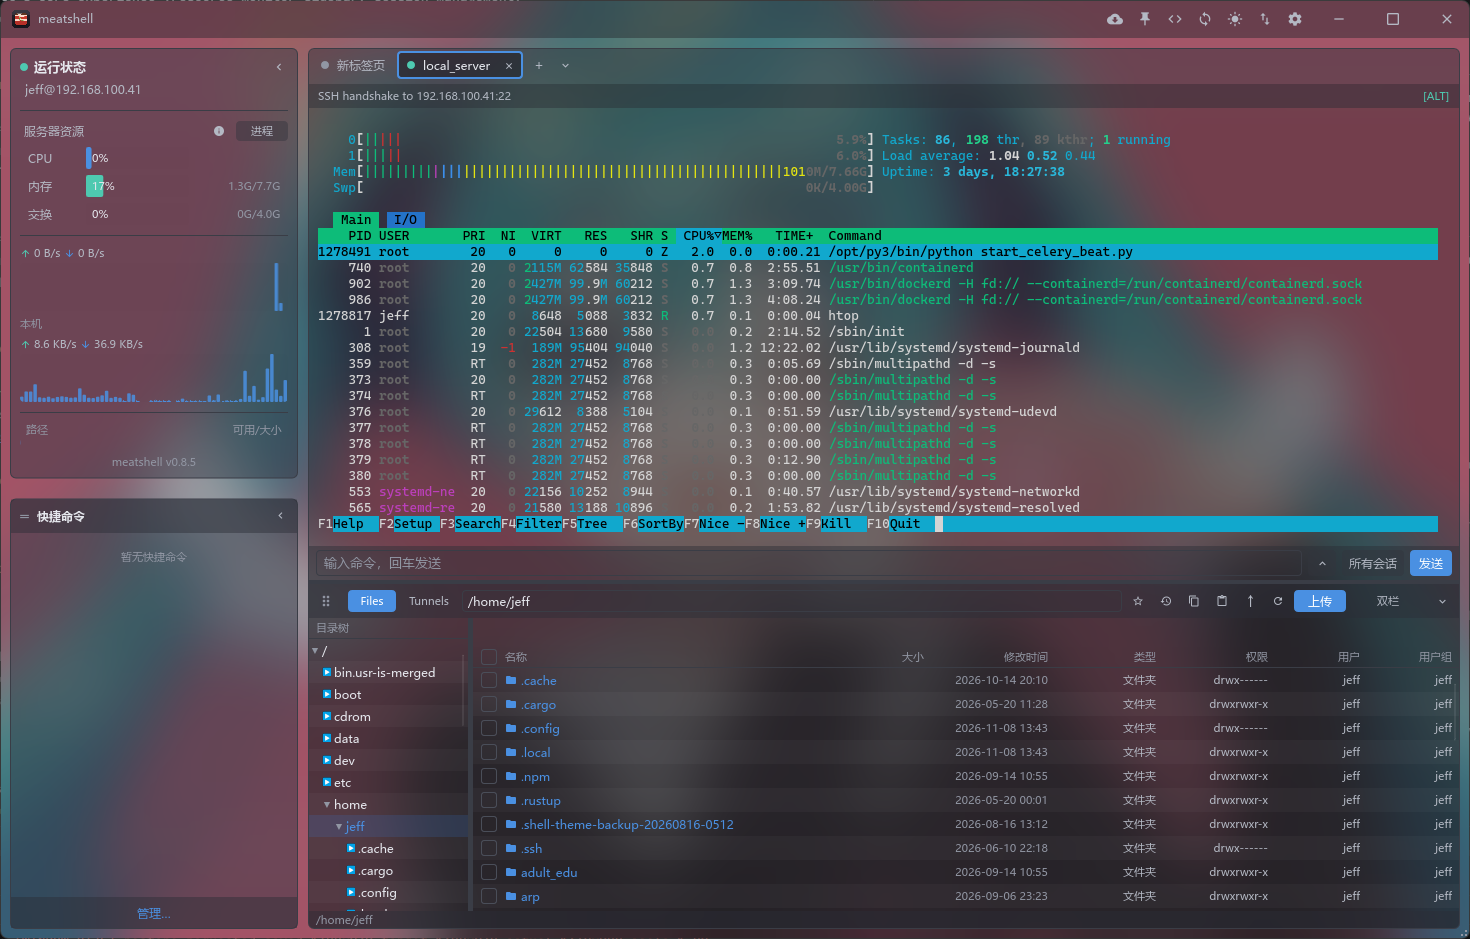 meatshell
运行状态
jeff@192.168.100.41
服务器资源 进程
CPU 0%
内存 17% 1.3G/7.7G
交换 0% 0G/4.0G
↑ 0 B/s ↓ 0 B/s
本机
↑ 8.6 KB/s ↓ 36.9 KB/s
路径 可用/大小
meatshell v0.8.5
快捷命令
暂无快捷命令
管理...
新标签页 local_server × +
SSH handshake to 192.168.100.41:22 [ALT]
0[||||| 5.9%] Tasks: 86, 198 thr, 89 kthr; 1 running
1[||||| 6.0%] Load average: 1.04 0.52 0.44
Mem[1010M/7.66G] Uptime: 3 days, 18:27:38
Swp[ 0K/4.00G]
Main I/O
PID USER PRI NI VIRT RES SHR S CPU%▽MEM% TIME+ Command
1278491 root 20 0 0 0 0 Z 2.0 0.0 0:00.21 /opt/py3/bin/python start_celery_beat.py
740 root 20 0 2115M 62584 35848 S 0.7 0.8 2:55.51 /usr/bin/containerd
902 root 20 0 2427M 99.9M 60212 S 0.7 1.3 3:09.74 /usr/bin/dockerd -H fd:// --containerd=/run/containerd/containerd.sock
986 root 20 0 2427M 99.9M 60212 S 0.7 1.3 4:08.24 /usr/bin/dockerd -H fd:// --containerd=/run/containerd/containerd.sock
1278817 jeff 20 0 8648 5088 3832 R 0.7 0.1 0:00.04 htop
1 root 20 0 22504 13680 9580 S 0.0 0.2 2:14.52 /sbin/init
308 root 19 -1 189M 95404 94040 S 0.0 1.2 12:22.02 /usr/lib/systemd/systemd-journald
359 root RT 0 282M 27452 8768 S 0.0 0.3 0:05.69 /sbin/multipathd -d -s
373 root 20 0 282M 27452 8768 S 0.0 0.3 0:00.00 /sbin/multipathd -d -s
374 root RT 0 282M 27452 8768 S 0.0 0.3 0:00.00 /sbin/multipathd -d -s
376 root 20 0 29612 8388 5104 S 0.0 0.1 0:51.59 /usr/lib/systemd/systemd-udevd
377 root RT 0 282M 27452 8768 S 0.0 0.3 0:00.00 /sbin/multipathd -d -s
378 root RT 0 282M 27452 8768 S 0.0 0.3 0:00.00 /sbin/multipathd -d -s
379 root RT 0 282M 27452 8768 S 0.0 0.3 0:12.90 /sbin/multipathd -d -s
380 root RT 0 282M 27452 8768 S 0.0 0.3 0:00.00 /sbin/multipathd -d -s
553 systemd-ne 20 0 22156 10252 8944 S 0.0 0.1 0:40.57 /usr/lib/systemd/systemd-networkd
565 systemd-re 20 0 21580 13188 10896 S 0.0 0.2 1:53.82 /usr/lib/systemd/systemd-resolved
F1Help F2Setup F3SearchF4FilterF5Tree F6SortByF7Nice -F8Nice +F9Kill F10Quit
输入命令，回车发送 所有会话 发送
Files Tunnels /home/jeff 上传 双栏
目录树
/
bin.usr-is-merged
boot
cdrom
data
dev
etc
home
jeff
.cache
.cargo
.config
名称 大小 修改时间 类型 权限 用户 用户组
.cache 2026-10-14 20:10 文件夹 drwx------ jeff jeff
.cargo 2026-05-20 11:28 文件夹 drwxrwxr-x jeff jeff
.config 2026-11-08 13:43 文件夹 drwx------ jeff jeff
.local 2026-11-08 13:43 文件夹 drwxrwxr-x jeff jeff
.npm 2026-09-14 10:55 文件夹 drwxrwxr-x jeff jeff
.rustup 2026-05-20 00:01 文件夹 drwxrwxr-x jeff jeff
.shell-theme-backup-20260816-0512 2026-08-16 13:12 文件夹 drwxrwxr-x jeff jeff
.ssh 2026-06-10 22:18 文件夹 drwx------ jeff jeff
adult_edu 2026-09-14 10:55 文件夹 drwxrwxr-x jeff jeff
arp 2026-09-06 23:23 文件夹 drwxrwxr-x jeff jeff
/home/jeff